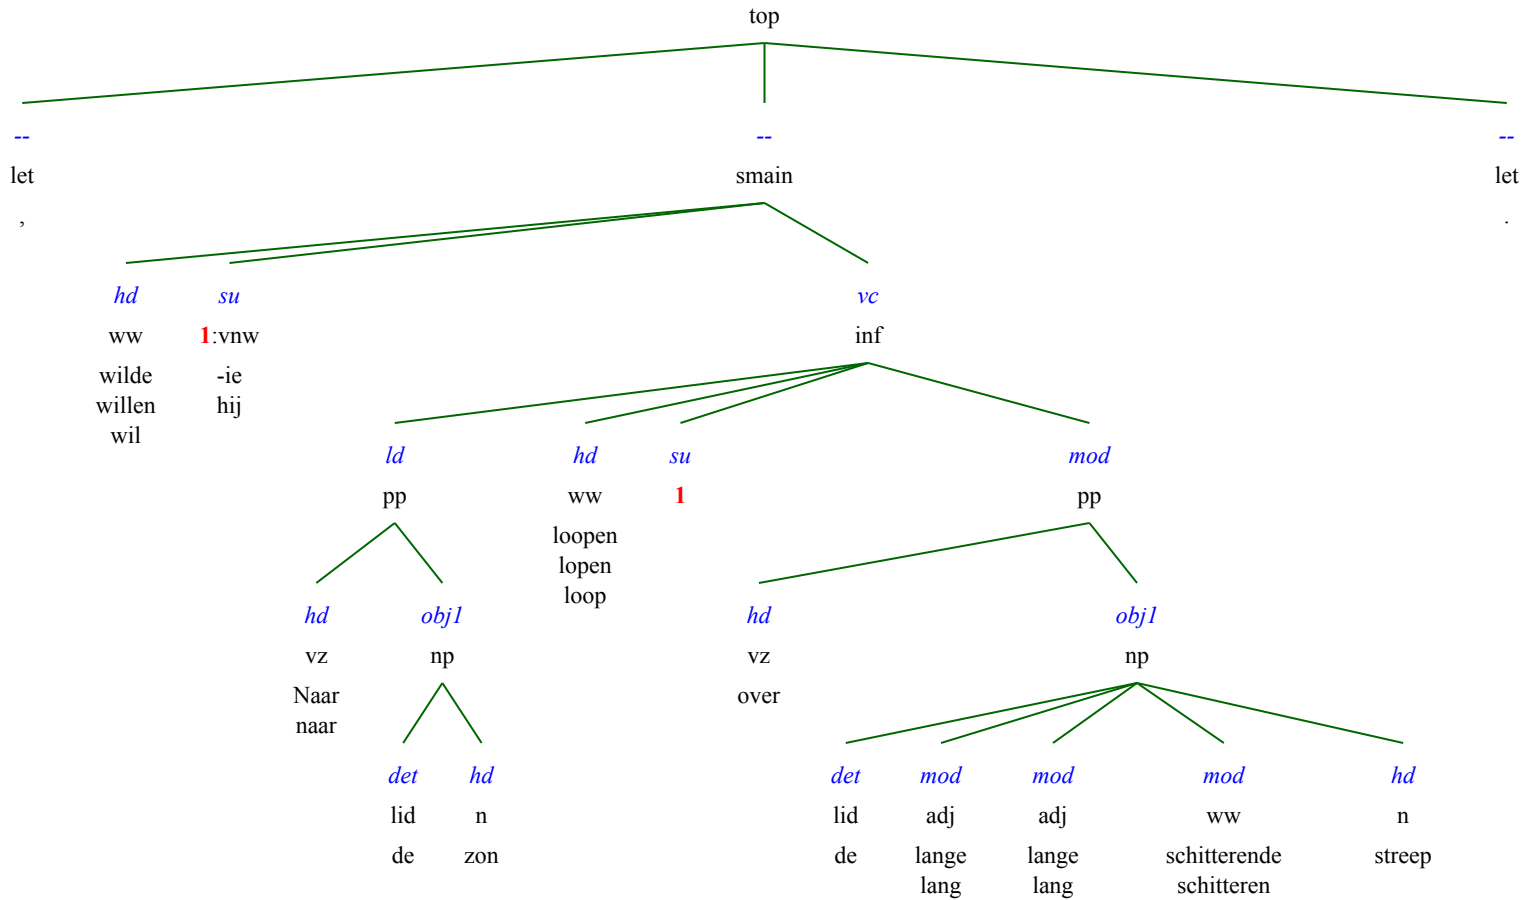 top
-- -- --
let smain let
, .
hd su vc
ww 1:vnw inf
wilde -ie
willen hij
wil
ld hd su mod
pp ww 1 pp
loopen
lopen
loop
hd obj1 hd obj1
vz np vz np
Naar over
naar
det hd det mod mod mod hd
lid n lid adj adj ww n
de zon de lange lange schitterende streep
lang lang schitteren